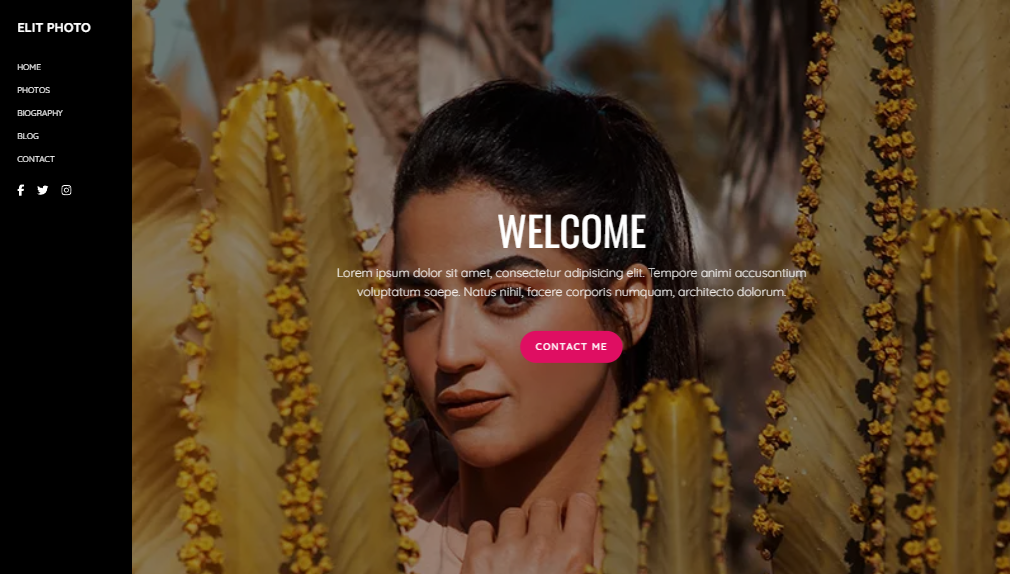 ELIT PHOTO
HOME
PHOTOS
BIOGRAPHY
BLOG
CONTACT
WELCOME
Lorem ipsum dolor sit amet, consectetur adipisicing elit. Tempore animi accusantium
voluptatum saepe. Natus nihil, facere corporis numquam, architecto dolorum.
CONTACT ME